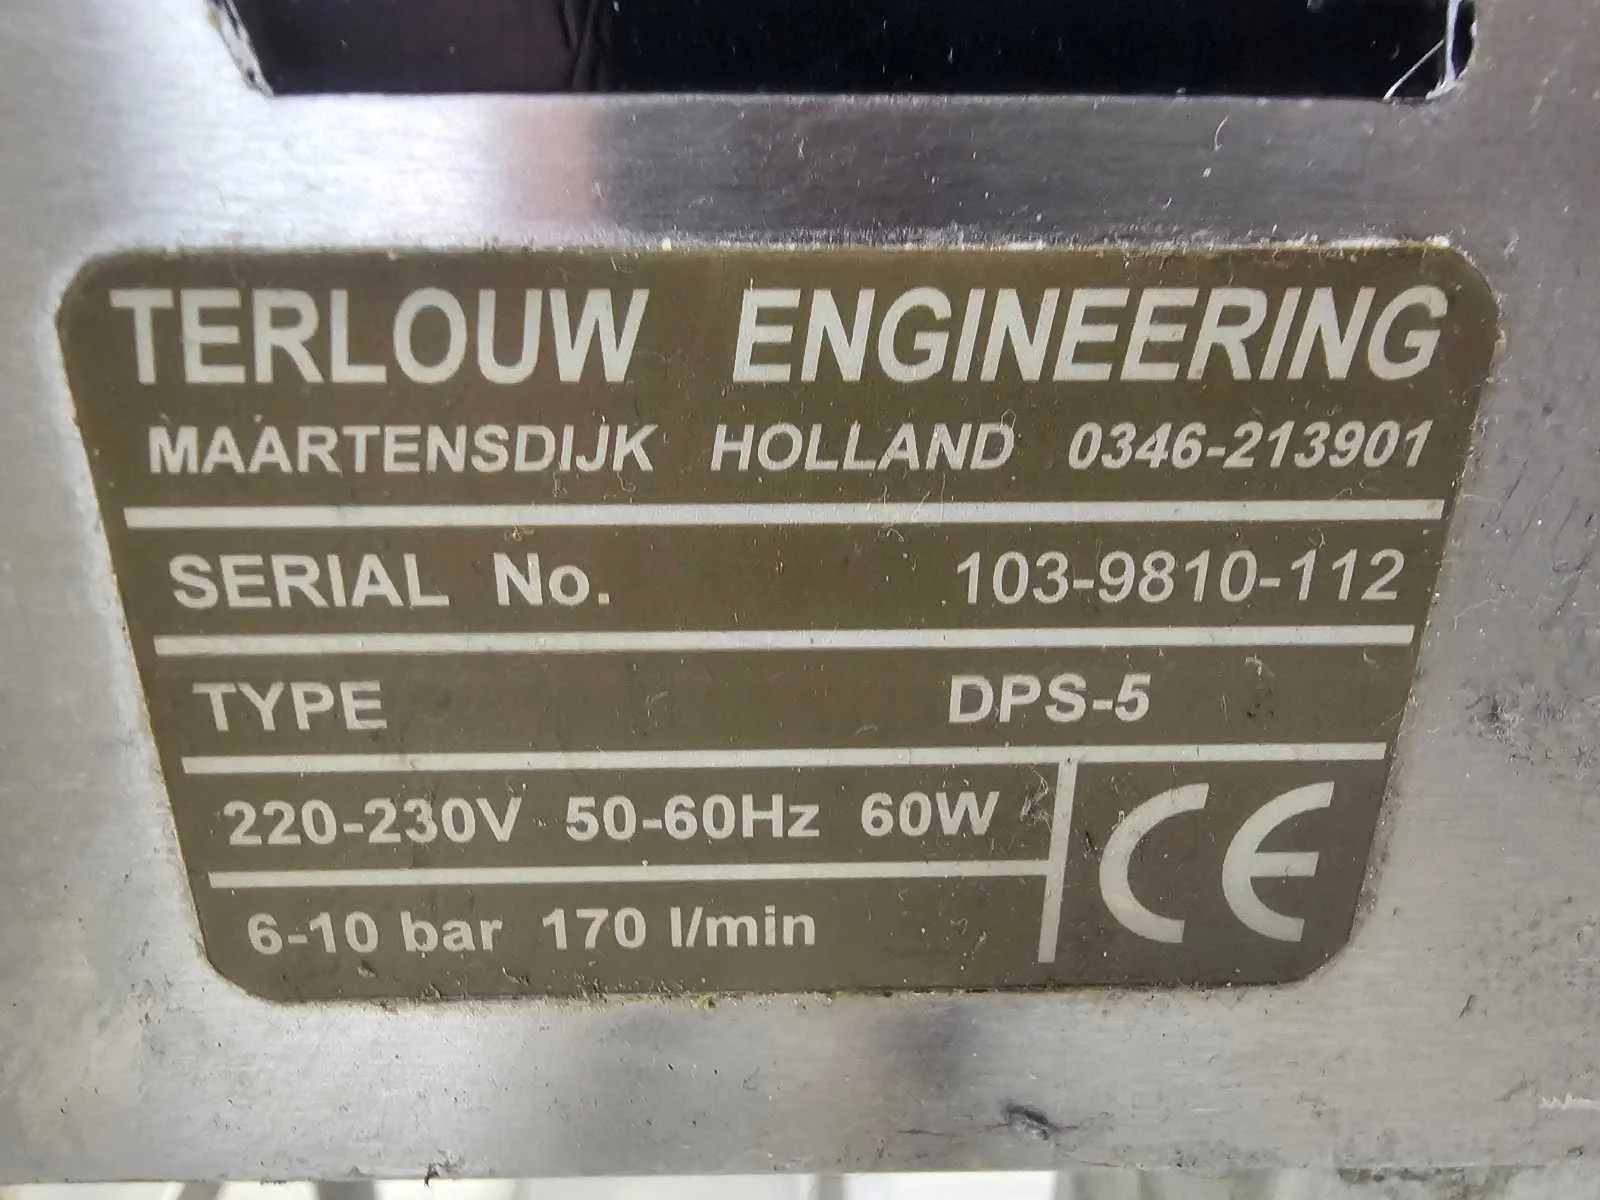 TERLOUW ENGINEERING
MAARTENSDIJK HOLLAND 0346-213901
SERIAL No. 103-9810-112
TYPE DPS-5
220-230V 50-60Hz 60W
6-10 bar 170 l/min
CE